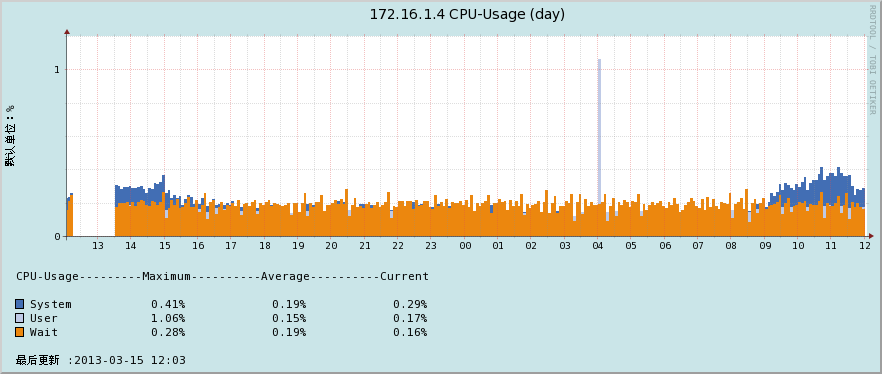 172.16.1.4 CPU-Usage (day)
RRDTOOL / TOBI OETIKER
默认单位: %
1
0
13 14 15 16 17 18 19 20 21 22 23 00 01 02 03 04 05 06 07 08 09 10 11 12
CPU-Usage---------Maximum----------Average----------Current
System 0.41% 0.19% 0.29%
User 1.06% 0.15% 0.17%
Wait 0.28% 0.19% 0.16%
最后更新 :2013-03-15 12:03